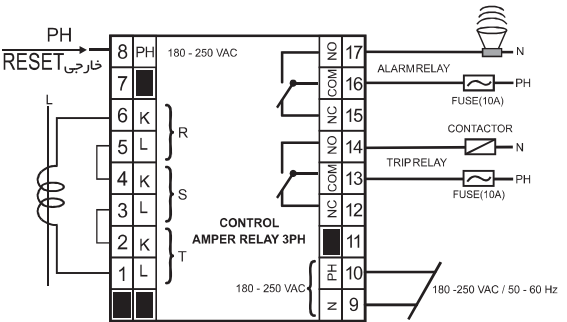 PH
RESET خارجی
L
8 PH 180 - 250 VAC
7
6 K
R
5 L
4 K
S
3 L
2 K
T
1 L
CONTROL
AMPER RELAY 3PH
NO 17
COM 16
NC 15
NO 14
COM 13
NC 12
11
PH 10
180 - 250 VAC
N 9
N
ALARM RELAY
PH
FUSE(10A)
CONTACTOR
N
TRIP RELAY
PH
FUSE(10A)
180 -250 VAC / 50 - 60 Hz